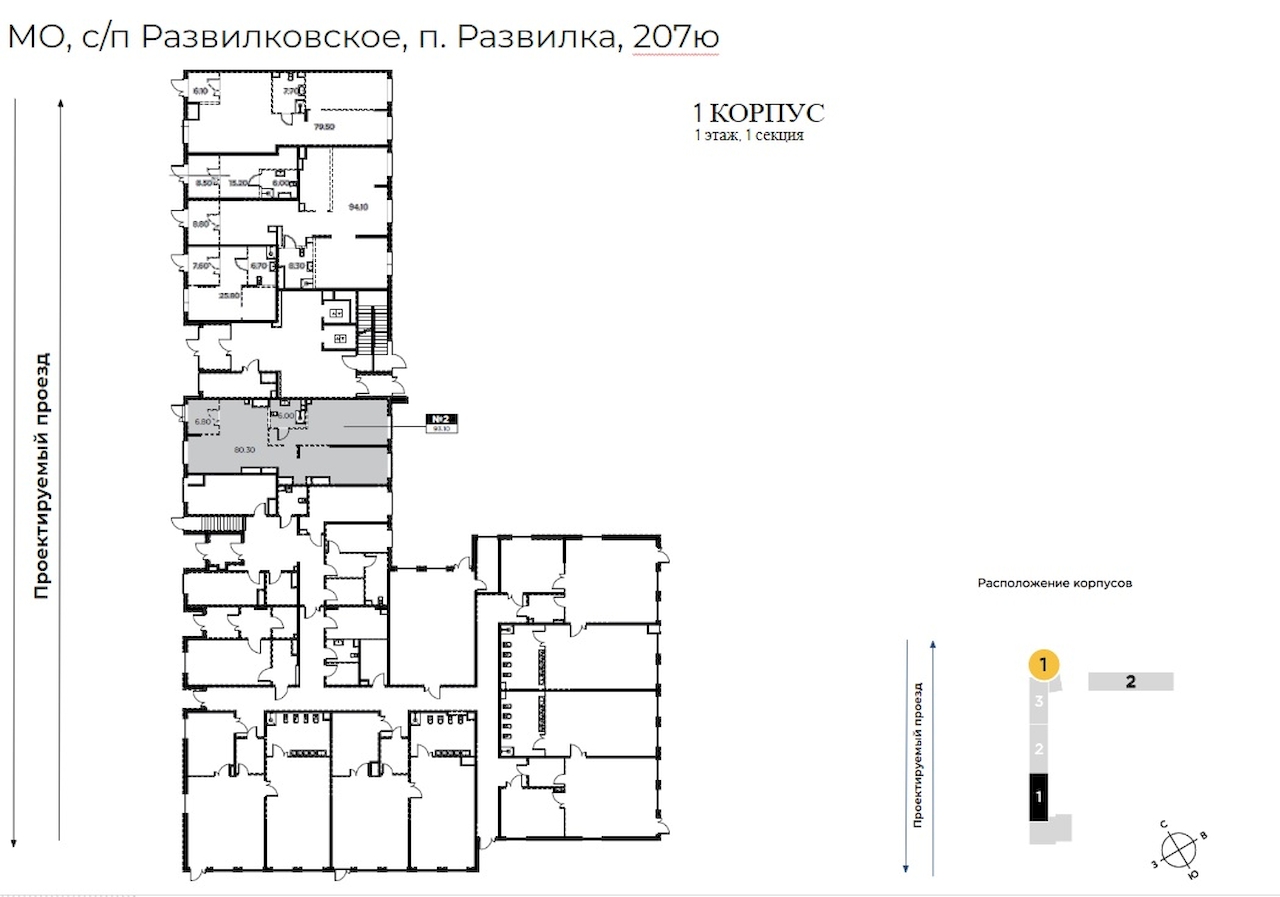 МО, с/п Развилковское, п. Развилка, 207ю
1 КОРПУС
1 этаж, 1 секция
Проектируемый проезд
6.10
7.70
79.50
8.50
15.20
6.00
94.10
8.80
7.60
6.70
8.30
25.80
6.80
6.00
80.30
№2
93.10
Расположение корпусов
Проектируемый проезд
1
3
2
1
2
С
В
З
Ю